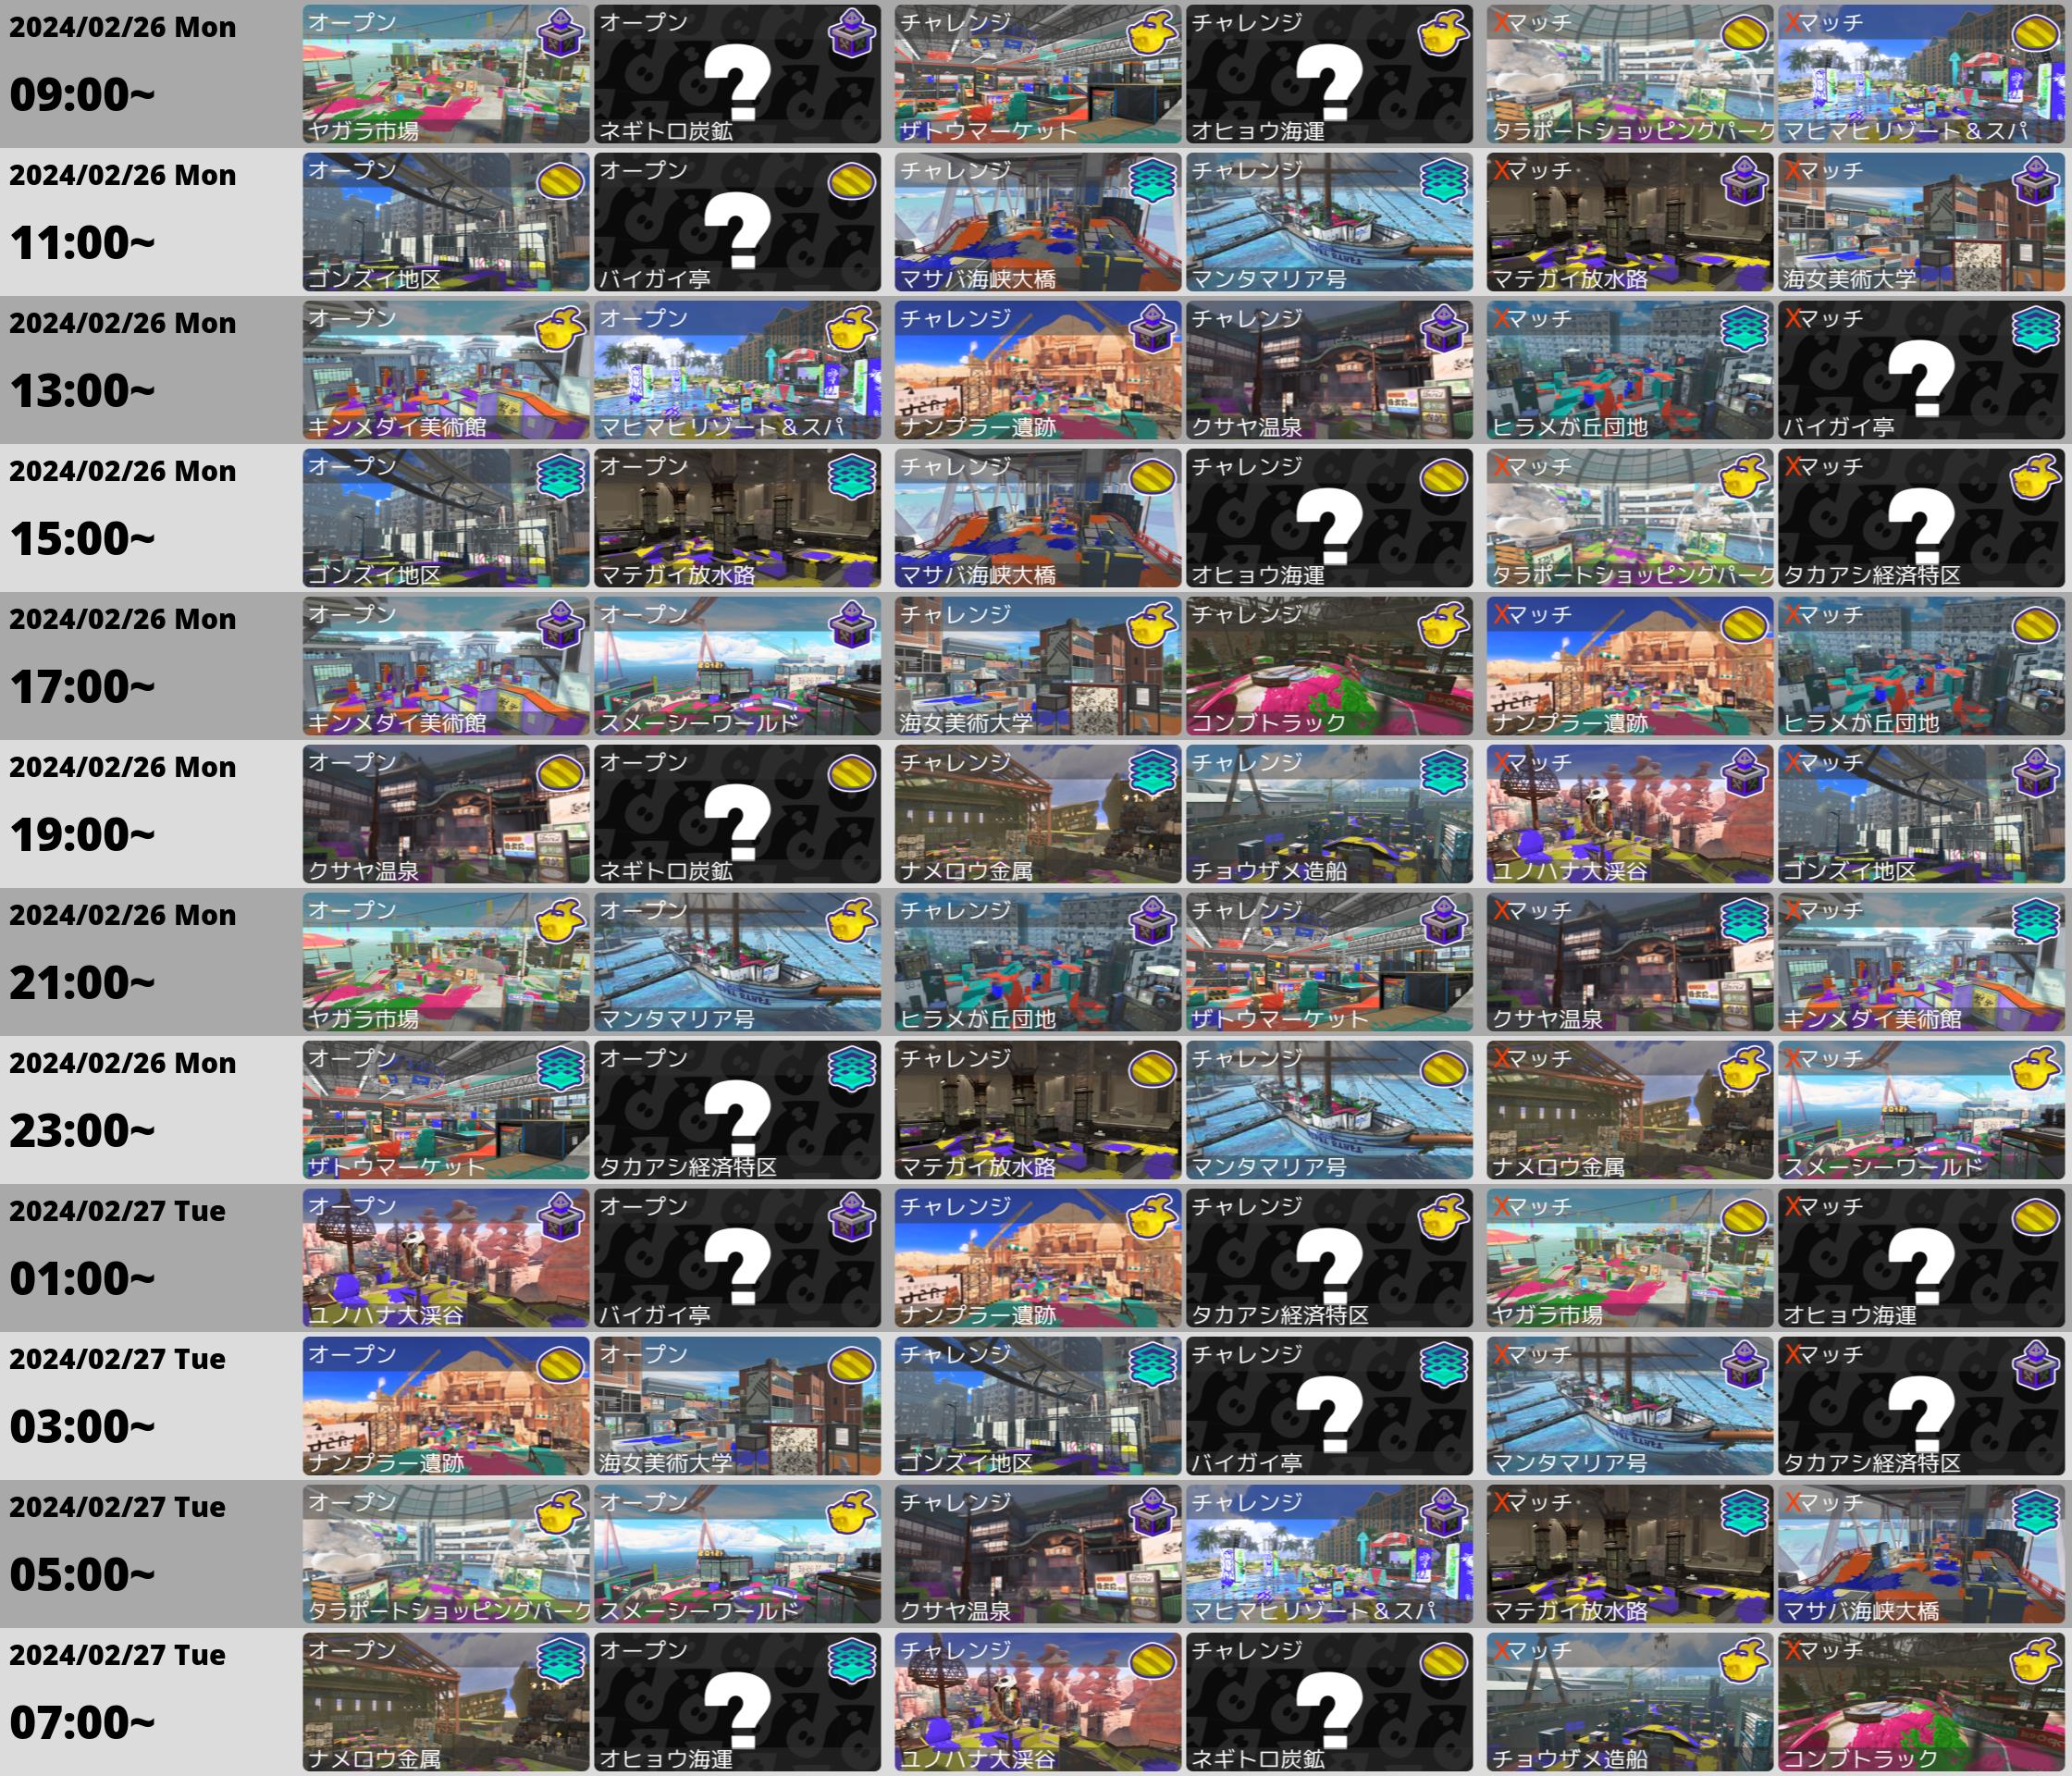 2024/02/26 Mon
09:00~
オープン
ヤガラ市場
オープン
ネギトロ炭鉱
チャレンジ
ザトウマーケット
チャレンジ
オヒョウ海運
Xマッチ
タラポートショッピングパーク
Xマッチ
マヒマヒリゾート＆スパ
2024/02/26 Mon
11:00~
オープン
ゴンズイ地区
オープン
バイガイ亭
チャレンジ
マサバ海峡大橋
チャレンジ
マンタマリア号
Xマッチ
マテガイ放水路
Xマッチ
海女美術大学
2024/02/26 Mon
13:00~
オープン
キンメダイ美術館
オープン
マヒマヒリゾート＆スパ
チャレンジ
ナンプラー遺跡
チャレンジ
クサヤ温泉
Xマッチ
ヒラメが丘団地
Xマッチ
バイガイ亭
2024/02/26 Mon
15:00~
オープン
ゴンズイ地区
オープン
マテガイ放水路
チャレンジ
マサバ海峡大橋
チャレンジ
オヒョウ海運
Xマッチ
タラポートショッピングパーク
Xマッチ
タカアシ経済特区
2024/02/26 Mon
17:00~
オープン
キンメダイ美術館
オープン
スメーシーワールド
チャレンジ
海女美術大学
チャレンジ
コンブトラック
Xマッチ
ナンプラー遺跡
Xマッチ
ヒラメが丘団地
2024/02/26 Mon
19:00~
オープン
クサヤ温泉
オープン
ネギトロ炭鉱
チャレンジ
ナメロウ金属
チャレンジ
チョウザメ造船
Xマッチ
ユノハナ大渓谷
Xマッチ
ゴンズイ地区
2024/02/26 Mon
21:00~
オープン
ヤガラ市場
オープン
マンタマリア号
チャレンジ
ヒラメが丘団地
チャレンジ
ザトウマーケット
Xマッチ
クサヤ温泉
Xマッチ
キンメダイ美術館
2024/02/26 Mon
23:00~
オープン
ザトウマーケット
オープン
タカアシ経済特区
チャレンジ
マテガイ放水路
チャレンジ
マンタマリア号
Xマッチ
ナメロウ金属
Xマッチ
スメーシーワールド
2024/02/27 Tue
01:00~
オープン
ユノハナ大渓谷
オープン
バイガイ亭
チャレンジ
ナンプラー遺跡
チャレンジ
タカアシ経済特区
Xマッチ
ヤガラ市場
Xマッチ
オヒョウ海運
2024/02/27 Tue
03:00~
オープン
ナンプラー遺跡
オープン
海女美術大学
チャレンジ
ゴンズイ地区
チャレンジ
バイガイ亭
Xマッチ
マンタマリア号
Xマッチ
タカアシ経済特区
2024/02/27 Tue
05:00~
オープン
タラポートショッピングパーク
オープン
スメーシーワールド
チャレンジ
クサヤ温泉
チャレンジ
マヒマヒリゾート＆スパ
Xマッチ
マテガイ放水路
Xマッチ
マサバ海峡大橋
2024/02/27 Tue
07:00~
オープン
ナメロウ金属
オープン
オヒョウ海運
チャレンジ
ユノハナ大渓谷
チャレンジ
ネギトロ炭鉱
Xマッチ
チョウザメ造船
Xマッチ
コンブトラック